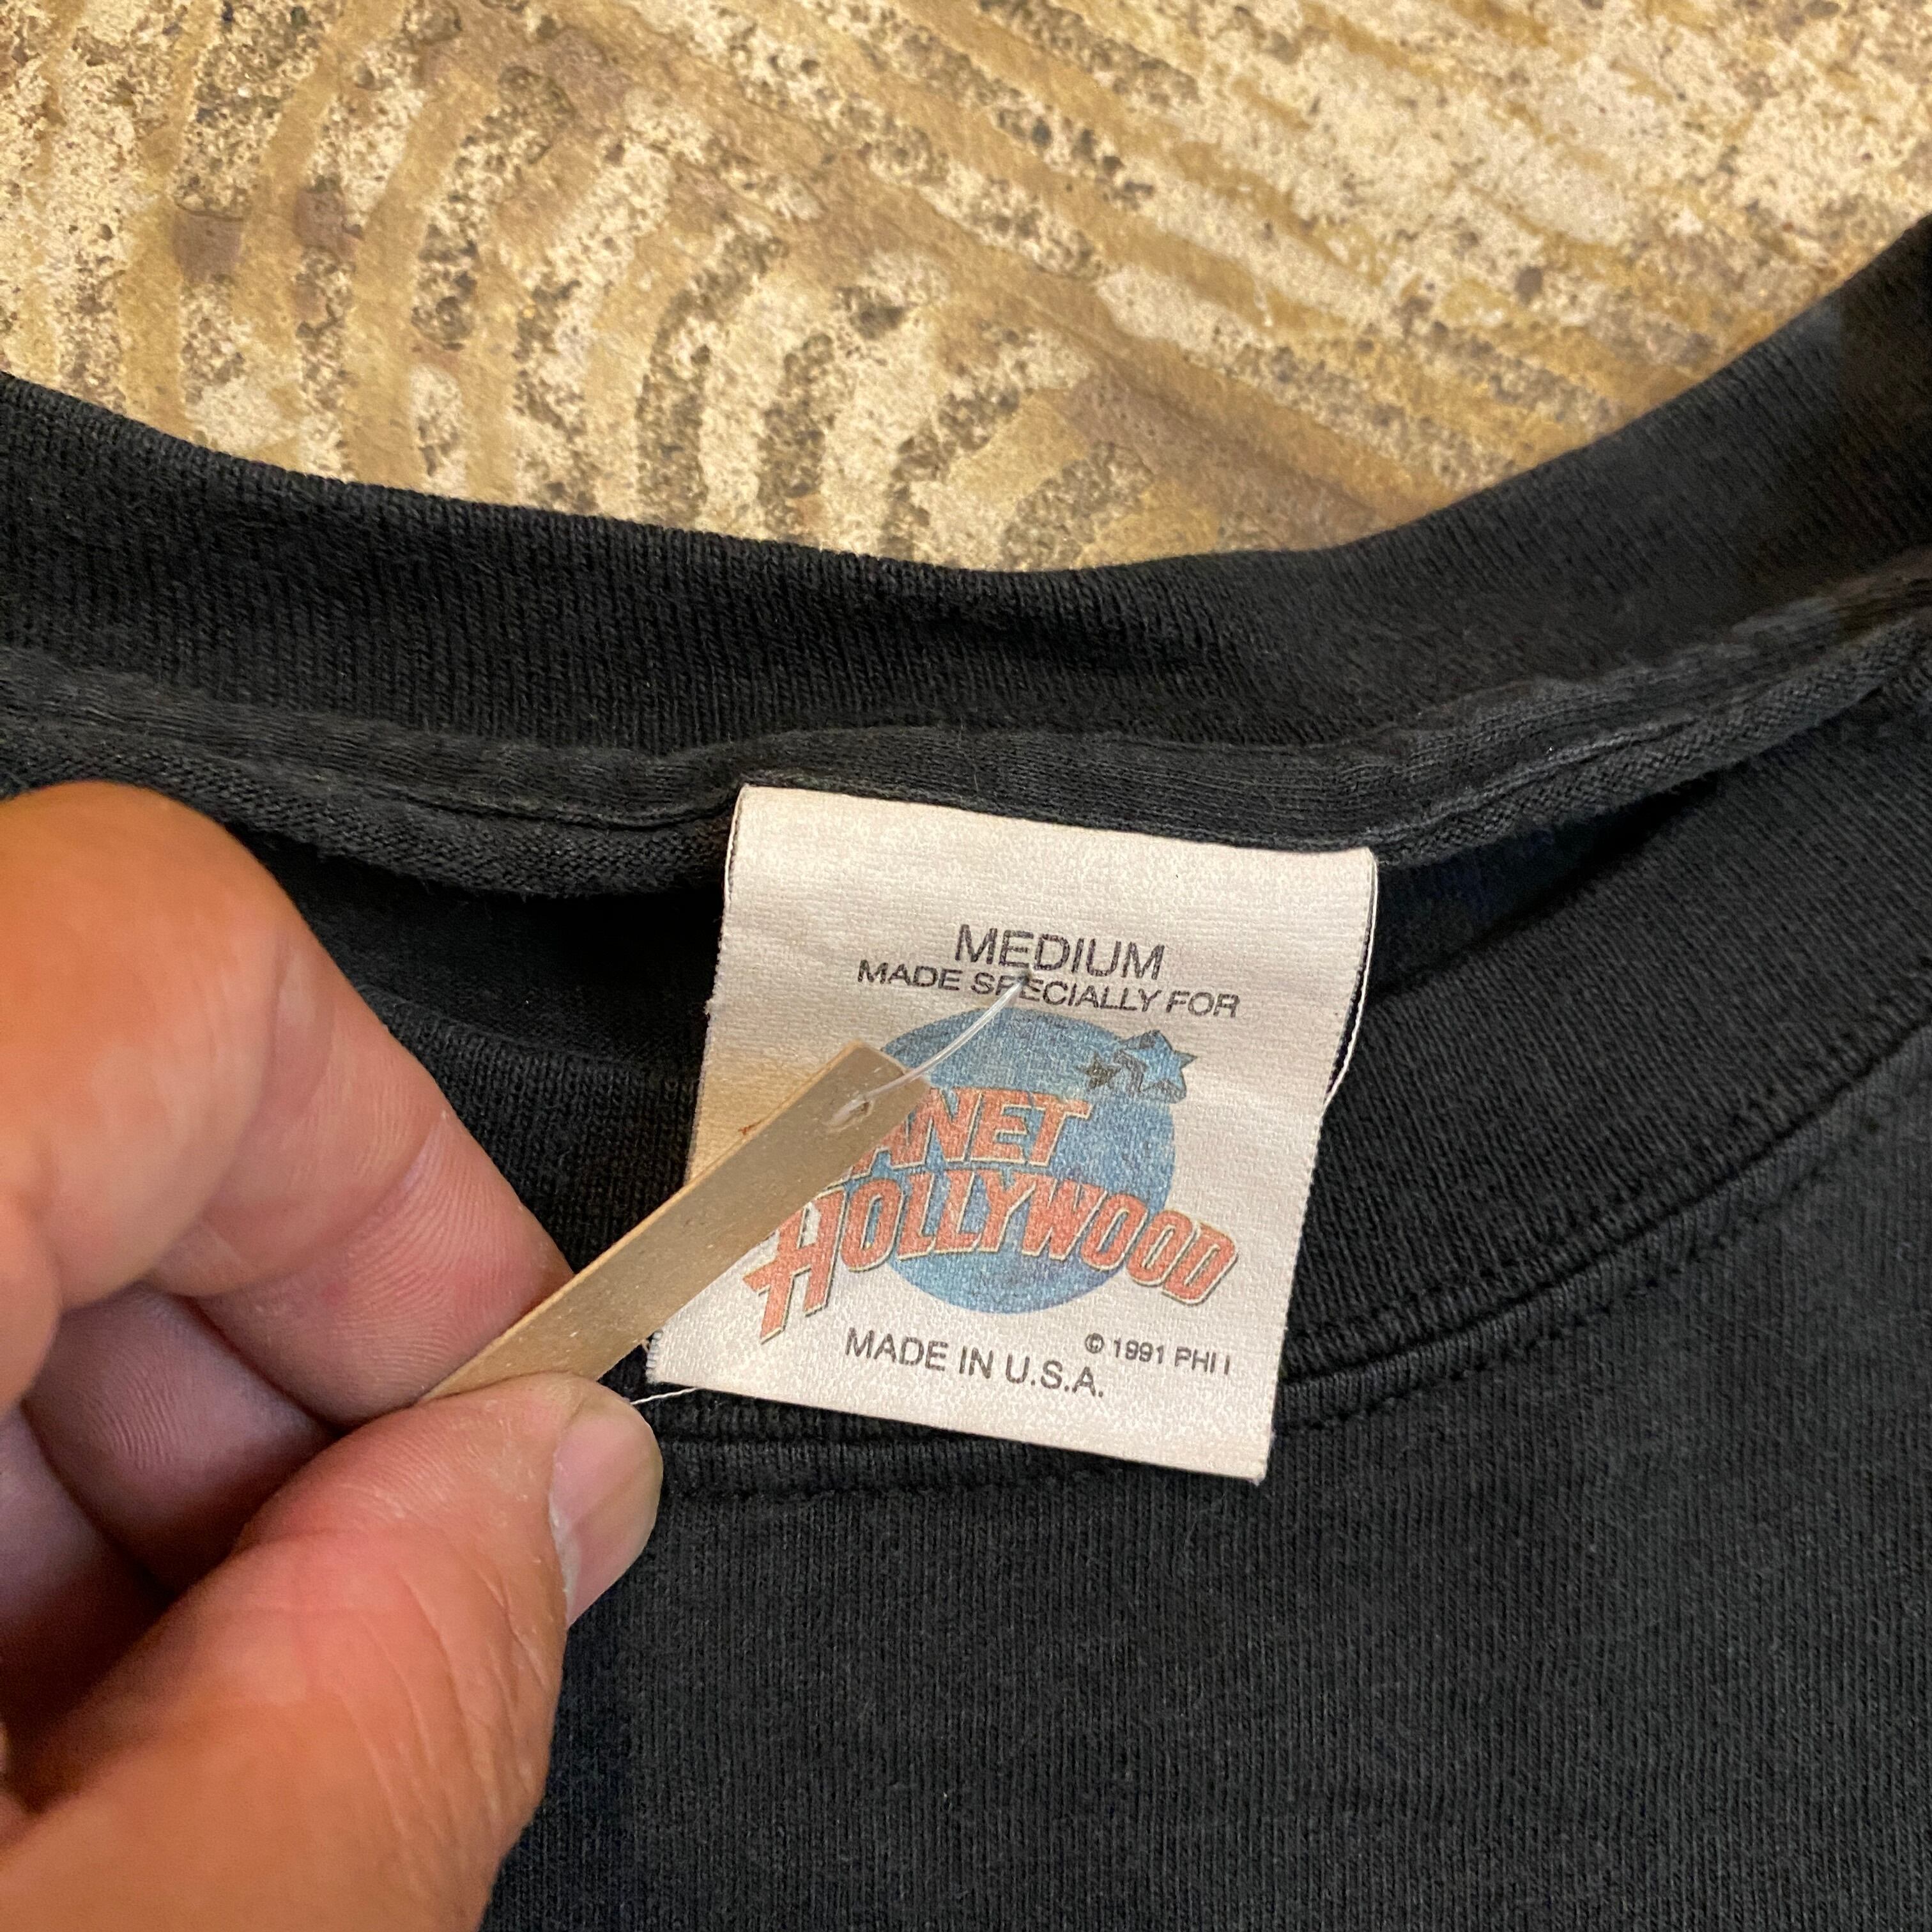 MEDIUM
MADE SPECIALLY FOR
ANET
HOLLYWOOD
© 1991 PHI I
MADE IN U.S.A.